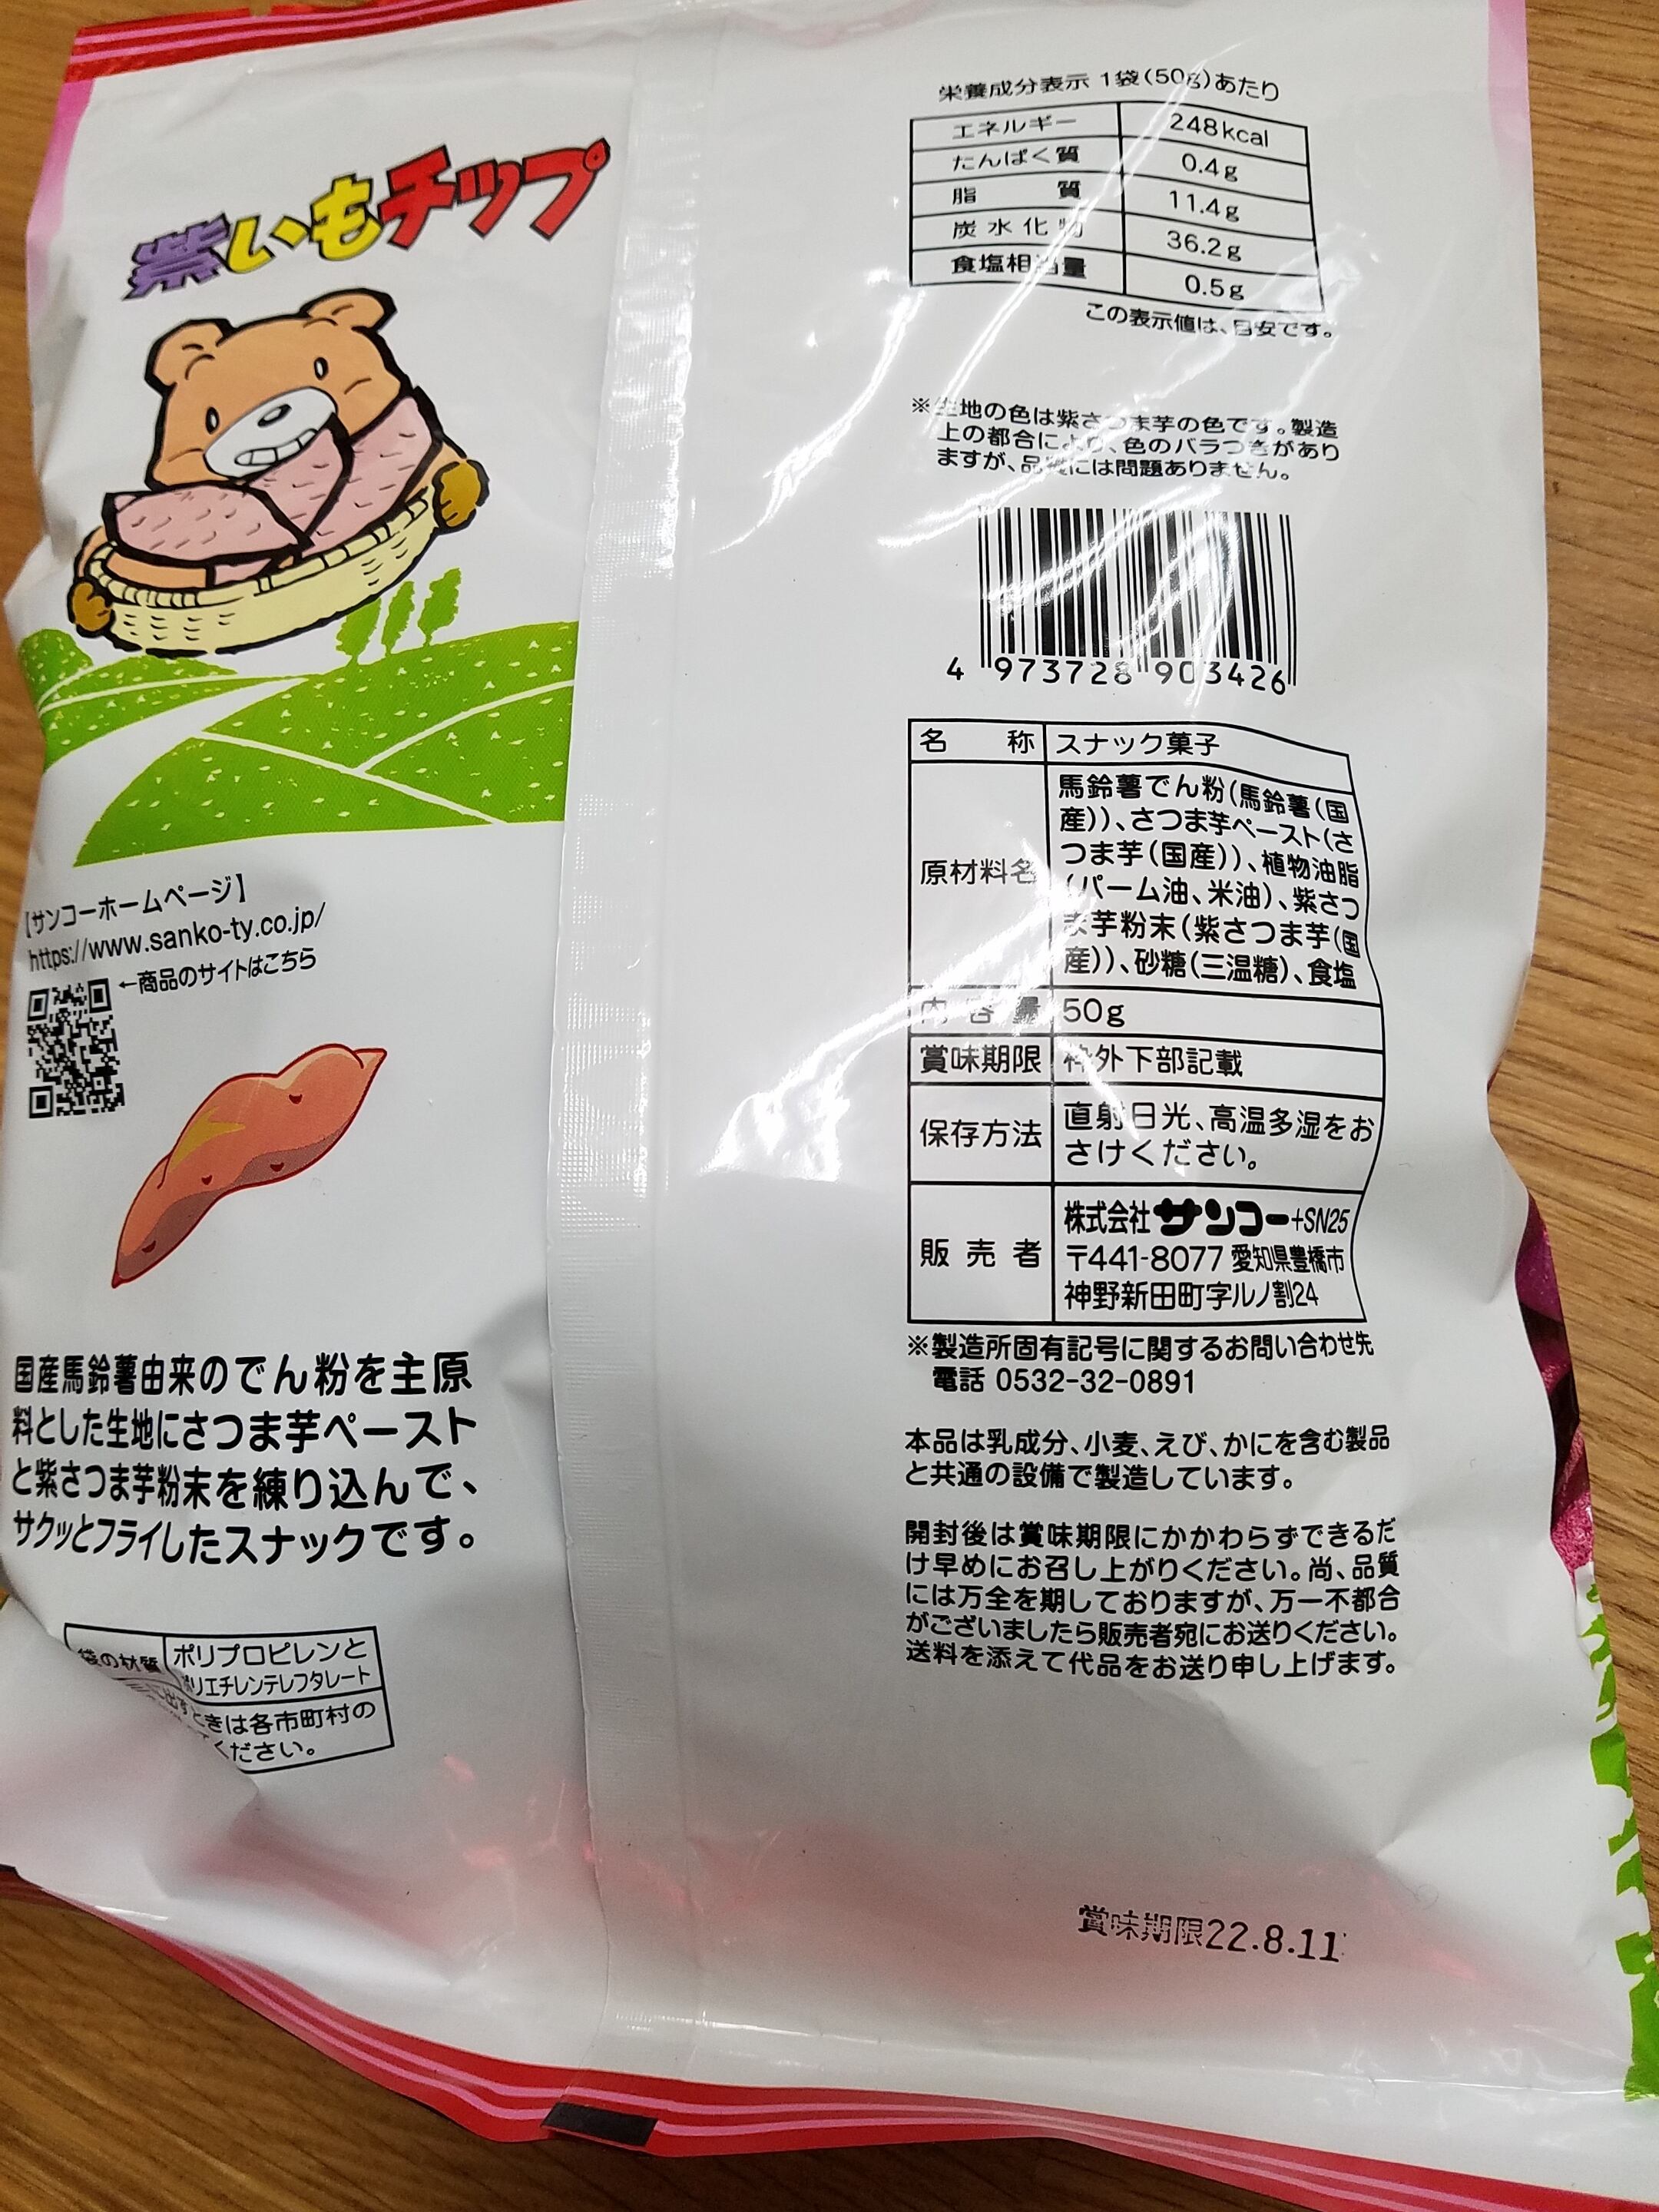 紫いもチップ
【サンコーホームページ】
https://www.sanko-ty.co.jp/
←商品のサイトはこちら
国産馬鈴薯由来のでん粉を主原
料とした生地にさつま芋ペースト
と紫さつま芋粉末を練り込んで、
サクッとフライしたスナックです。
袋の材質 ポリプロピレンと
ポリエチレンテレフタレート
出すときは各市町村の
ください。
栄養成分表示 1袋(50g)あたり
エネルギー 248kcal
たんぱく質 0.4g
脂質 11.4g
炭水化物 36.2g
食塩相当量 0.5g
この表示値は、目安です。
※生地の色は紫さつま芋の色です。製造
上の都合により、色のバラつきがあり
ますが、品質には問題ありません。
4 973728 903426
名称 スナック菓子
原材料名 馬鈴薯でん粉(馬鈴薯(国
産))、さつま芋ペースト(さ
つま芋(国産))、植物油脂
(パーム油、米油)、紫さつ
ま芋粉末(紫さつま芋(国
産))、砂糖(三温糖)、食塩
内容量 50g
賞味期限 枠外下部記載
保存方法 直射日光、高温多湿をお
さけください。
販売者 株式会社サンコー+SN25
〒441-8077 愛知県豊橋市
神野新田町字ルノ割24
※製造所固有記号に関するお問い合わせ先
電話 0532-32-0891
本品は乳成分、小麦、えび、かにを含む製品
と共通の設備で製造しています。
開封後は賞味期限にかかわらずできるだ
け早めにお召し上がりください。尚、品質
には万全を期しておりますが、万一不都合
がございましたら販売者宛にお送りください。
送料を添えて代品をお送り申し上げます。
賞味期限22.8.11